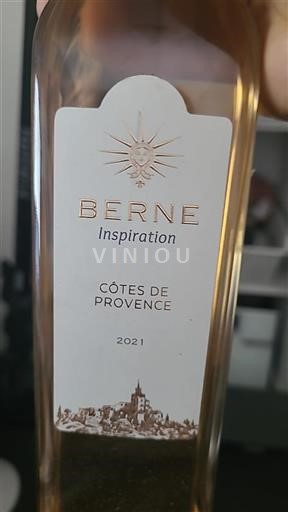 BERNE
Inspiration
VINIOU
CÔTES DE
PROVENCE
2021